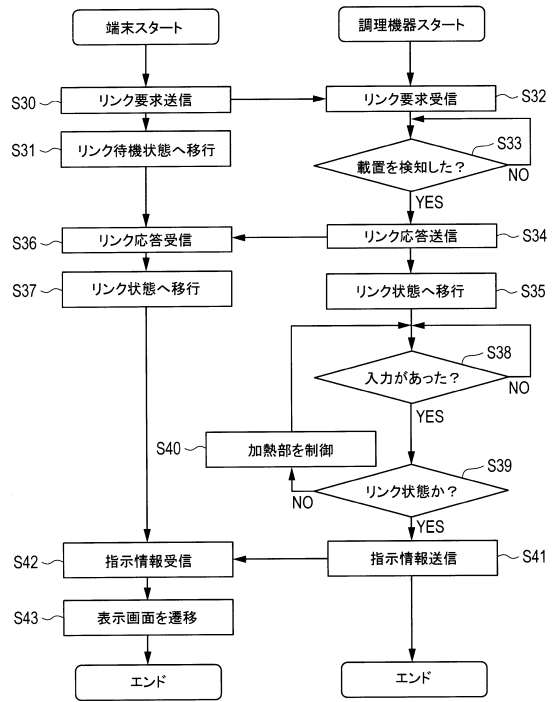 端末スタート
調理機器スタート
S30
リンク要求送信
リンク要求受信
S32
S31
リンク待機状態へ移行
S33
載置を検知した？
NO
YES
S36
リンク応答受信
リンク応答送信
S34
S37
リンク状態へ移行
リンク状態へ移行
S35
S38
入力があった？
NO
YES
S40
加熱部を制御
S39
リンク状態か？
NO
YES
S42
指示情報受信
指示情報送信
S41
S43
表示画面を遷移
エンド
エンド